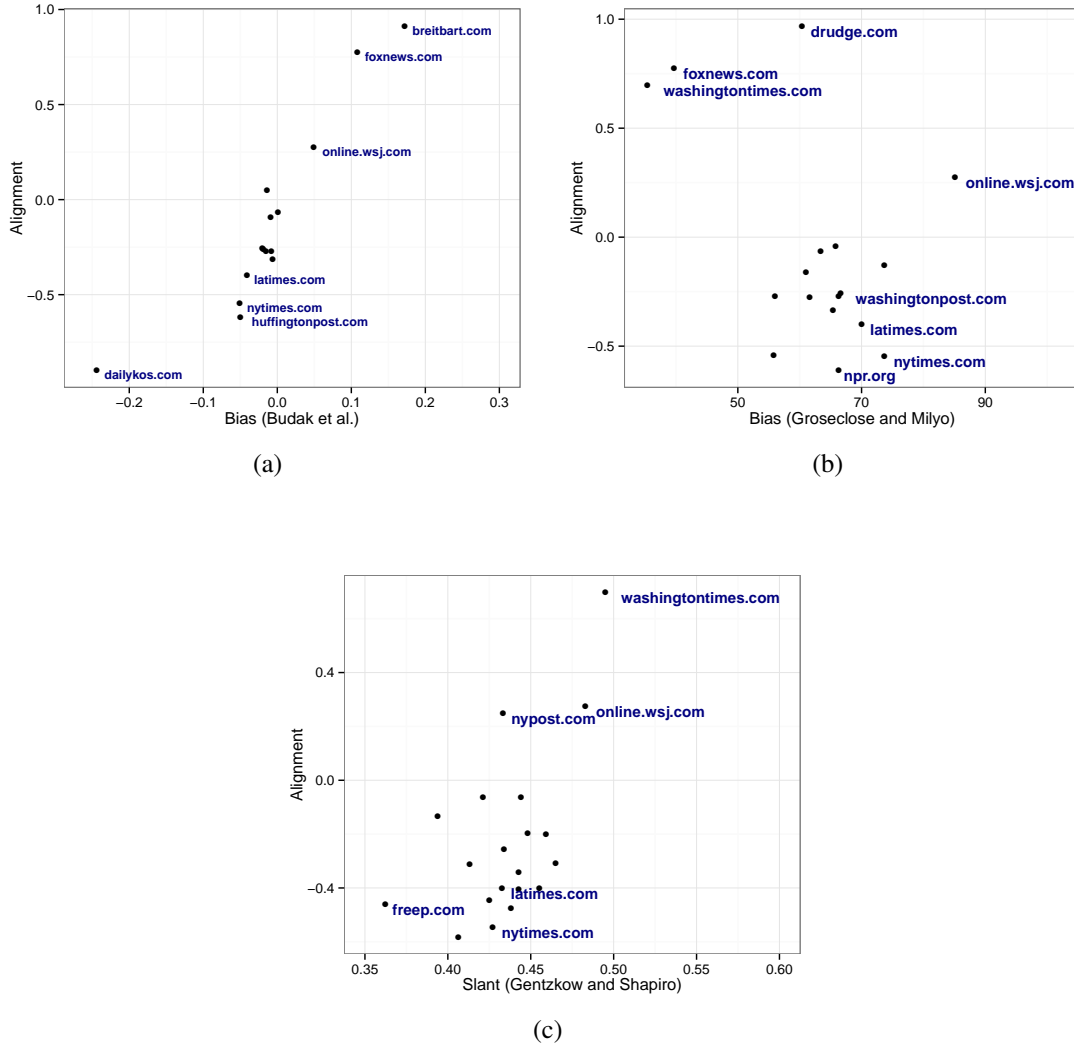 1.0
breitbart.com
foxnews.com
0.5
online.wsj.com
0.0
latimes.com
nytimes.com
−0.5
huffingtonpost.com
dailykos.com
−0.2 −0.1 0.0 0.1 0.2 0.3
Bias (Budak et al.)
Alignment
(a)
1.0
drudge.com
foxnews.com
washingtontimes.com
0.5
online.wsj.com
0.0
washingtonpost.com
latimes.com
−0.5
nytimes.com
npr.org
50 70 90
Bias (Groseclose and Milyo)
Alignment
(b)
washingtontimes.com
0.4
nypost.com
online.wsj.com
0.0
−0.4
latimes.com
freep.com
nytimes.com
0.35 0.40 0.45 0.50 0.55 0.60
Slant (Gentzkow and Shapiro)
Alignment
(c)